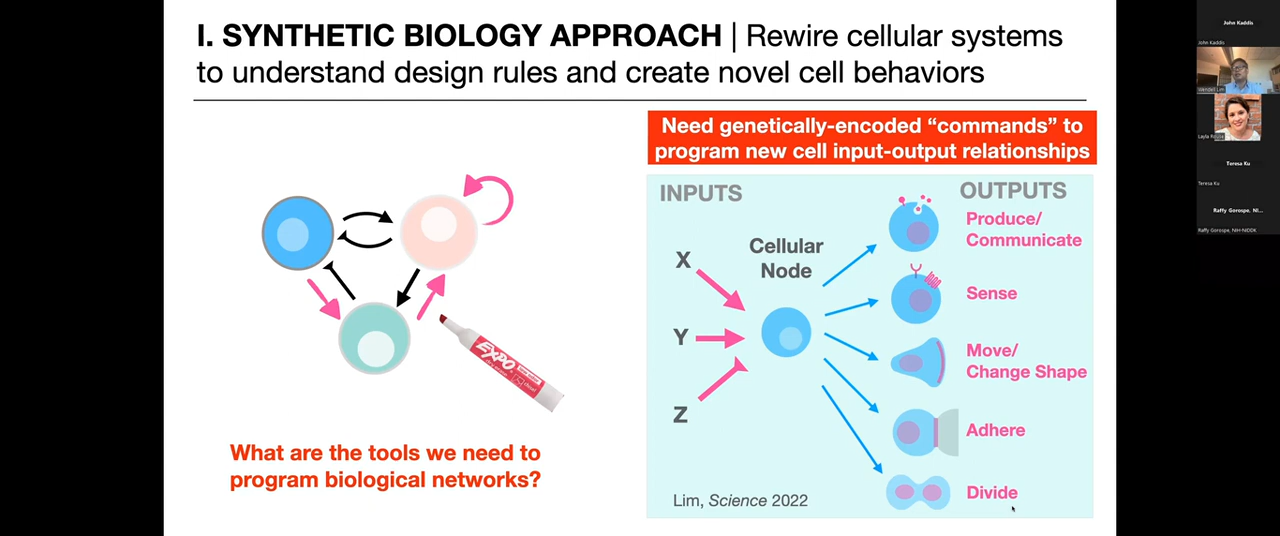 I. SYNTHETIC BIOLOGY APPROACH | Rewire cellular systems
to understand design rules and create novel cell behaviors
Need genetically-encoded “commands” to
program new cell input-output relationships
INPUTS
OUTPUTS
X
Y
Z
Cellular
Node
Produce/
Communicate
Sense
Move/
Change Shape
Adhere
Divide
Lim, Science 2022
EXPO
What are the tools we need to
program biological networks?
John Kaddis
John Kaddis
Wendell Lim
Layla
Teresa Ku
Teresa Ku
Raffy Gorospe, NI...
Raffy Gorospe, NIH-NIDDK